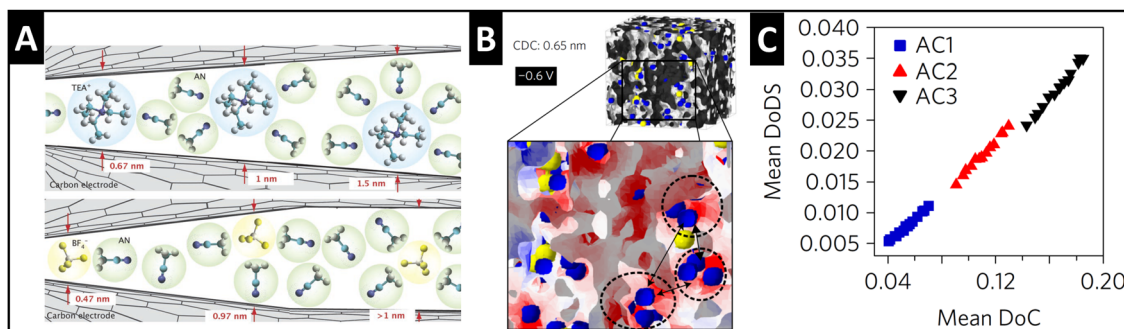 A
TEA⁺
AN
0.67 nm
1 nm
1.5 nm
Carbon electrode
BF₄⁻
AN
0.47 nm
0.97 nm
>1 nm
Carbon electrode
B
CDC: 0.65 nm
−0.6 V
C
AC1
AC2
AC3
Mean DoDS
0.040
0.035
0.030
0.025
0.020
0.015
0.010
0.005
0.04
0.12
0.20
Mean DoC